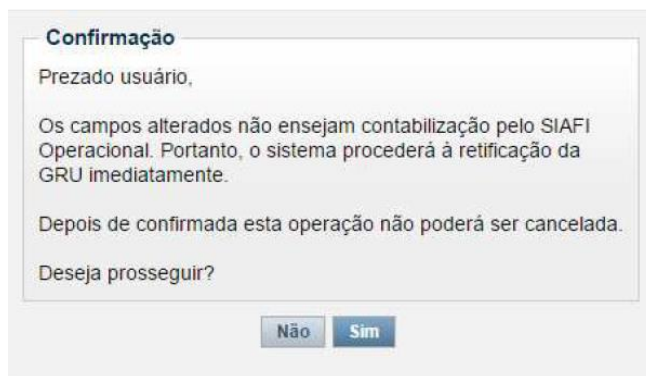 Confirmação
Prezado usuário,
Os campos alterados não ensejam contabilização pelo SIAFI
Operacional. Portanto, o sistema procederá á retificação da
GRU imediatamente.
Depois de confirmada esta operação não poderá ser cancelada.
Deseja prosseguir?
Não
Sim